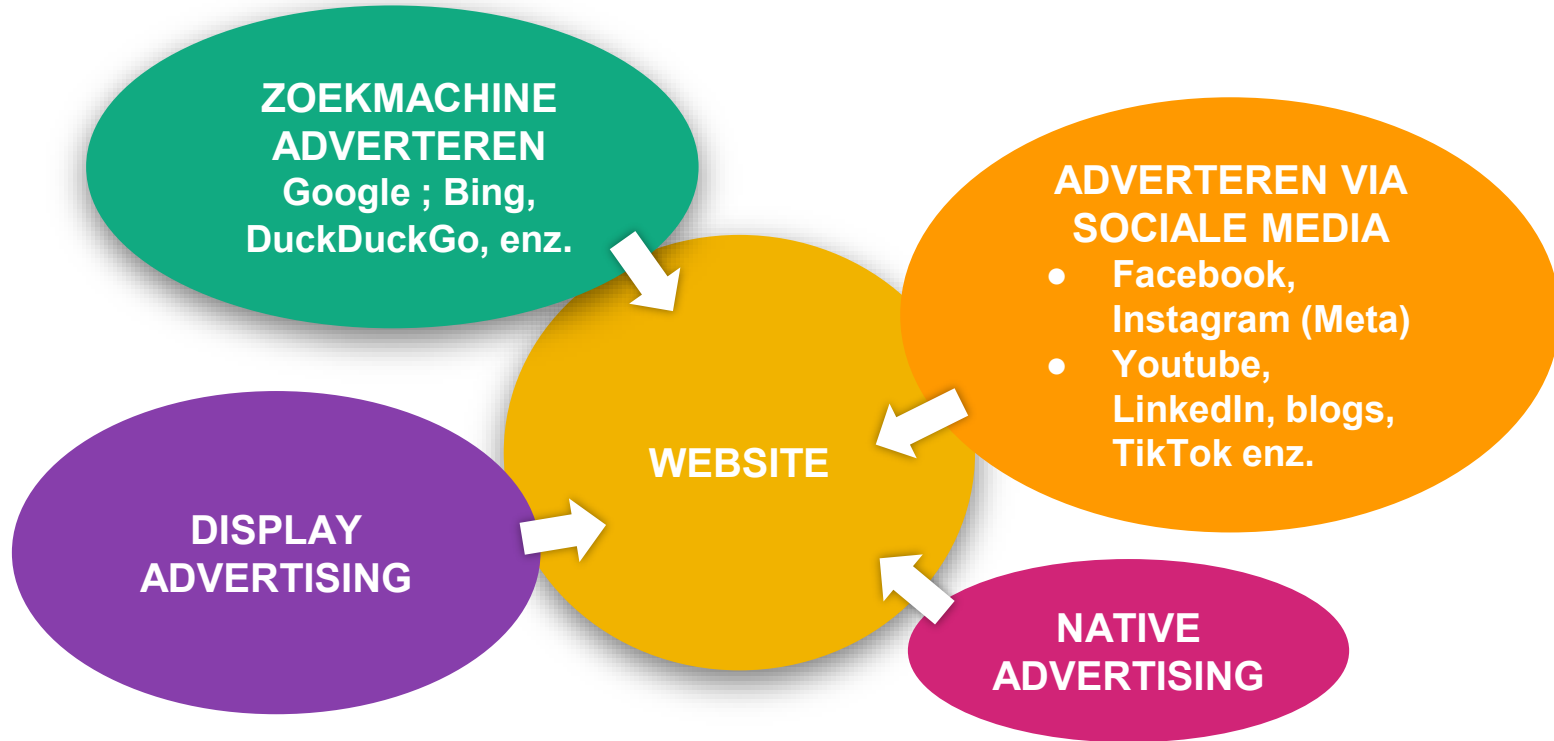 ZOEKMACHINE
ADVERTEREN
Google ; Bing,
DuckDuckGo, enz.
ADVERTEREN VIA
SOCIALE MEDIA
● Facebook,
Instagram (Meta)
● Youtube,
LinkedIn, blogs,
TikTok enz.
WEBSITE
DISPLAY
ADVERTISING
NATIVE
ADVERTISING